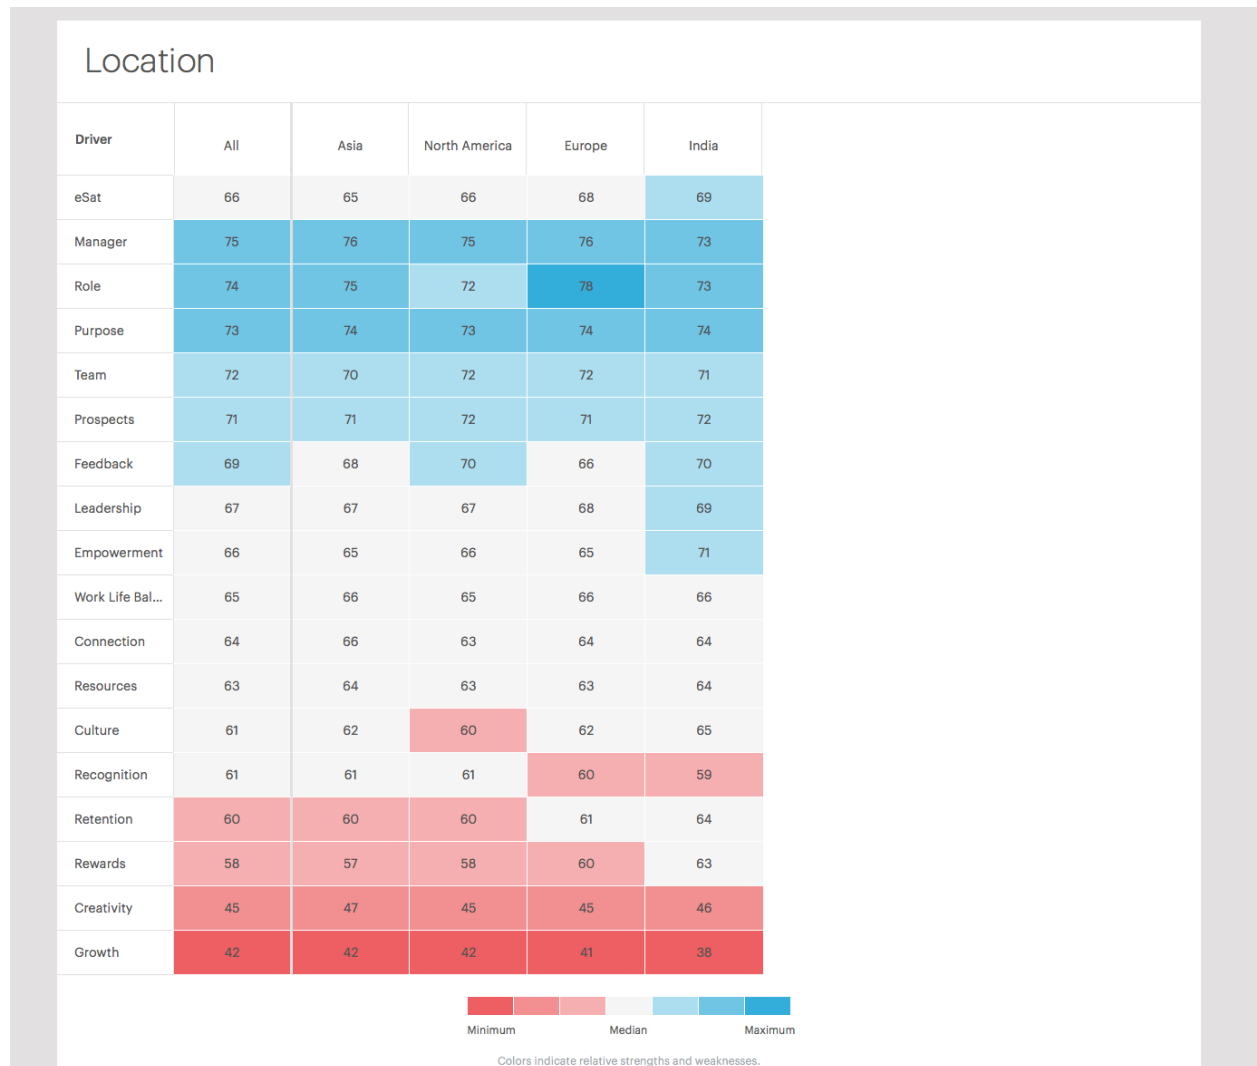 Location
Driver All Asia North America Europe India
eSat 66 65 66 68 69
Manager 75 76 75 76 73
Role 74 75 72 78 73
Purpose 73 74 73 74 74
Team 72 70 72 72 71
Prospects 71 71 72 71 72
Feedback 69 68 70 66 70
Leadership 67 67 67 68 69
Empowerment 66 65 66 65 71
Work Life Bal... 65 66 65 66 66
Connection 64 66 63 64 64
Resources 63 64 63 63 64
Culture 61 62 60 62 65
Recognition 61 61 61 60 59
Retention 60 60 60 61 64
Rewards 58 57 58 60 63
Creativity 45 47 45 45 46
Growth 42 42 42 41 38
Minimum Median Maximum
Colors indicate relative strengths and weaknesses.